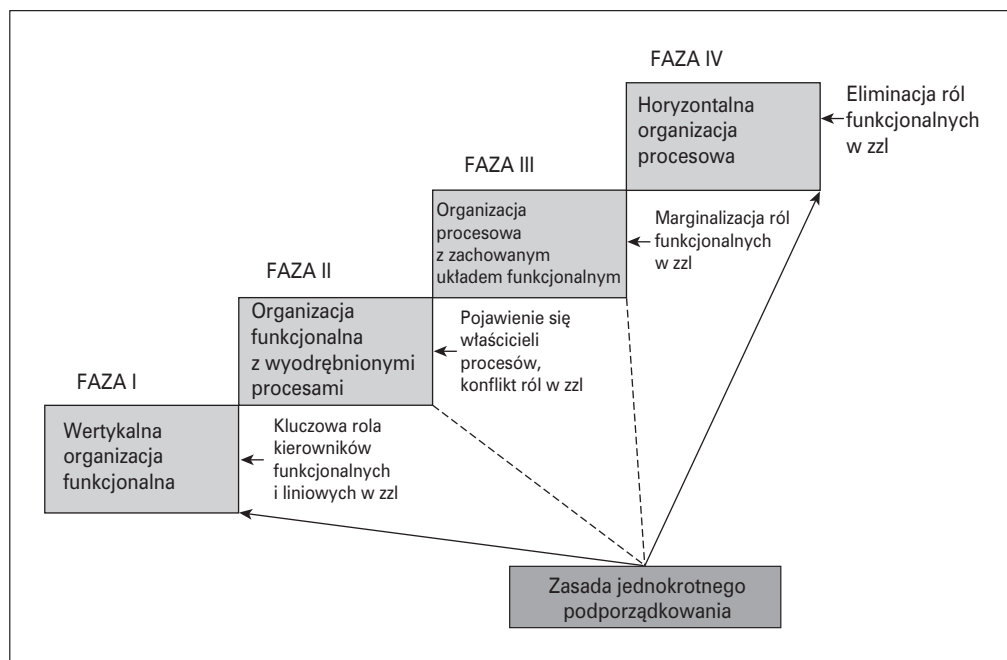 FAZA IV
Horyzontalna
organizacja
procesowa
Eliminacja ról
funkcjonalnych
w zzl
FAZA III
Organizacja
procesowa
z zachowanym
układem funkcjonalnym
Marginalizacja ról
funkcjonalnych
w zzl
FAZA II
Organizacja
funkcjonalna
z wyodrębnionymi
procesami
Pojawienie się
właścicieli
procesów,
konflikt ról w zzl
FAZA I
Wertykalna
organizacja
funkcjonalna
Kluczowa rola
kierowników
funkcjonalnych
i liniowych w zzl
Zasada jednokrotnego
podporządkowania